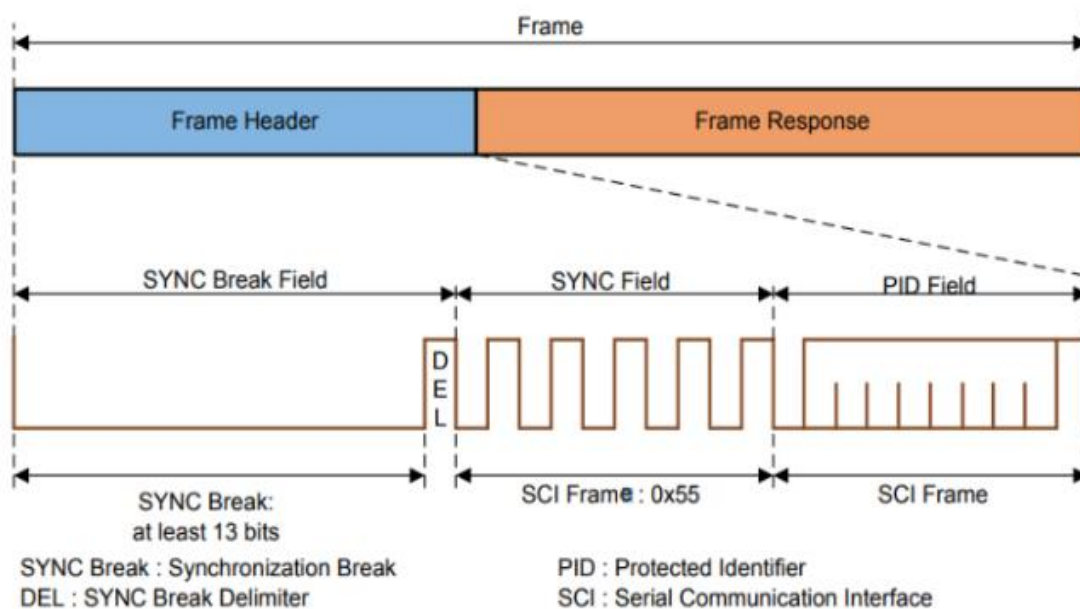 Frame
Frame Header
Frame Response
SYNC Break Field
SYNC Field
PID Field
D
E
L
SYNC Break:
at least 13 bits
SCI Frame : 0x55
SCI Frame
SYNC Break : Synchronization Break
PID : Protected Identifier
DEL : SYNC Break Delimiter
SCI : Serial Communication Interface